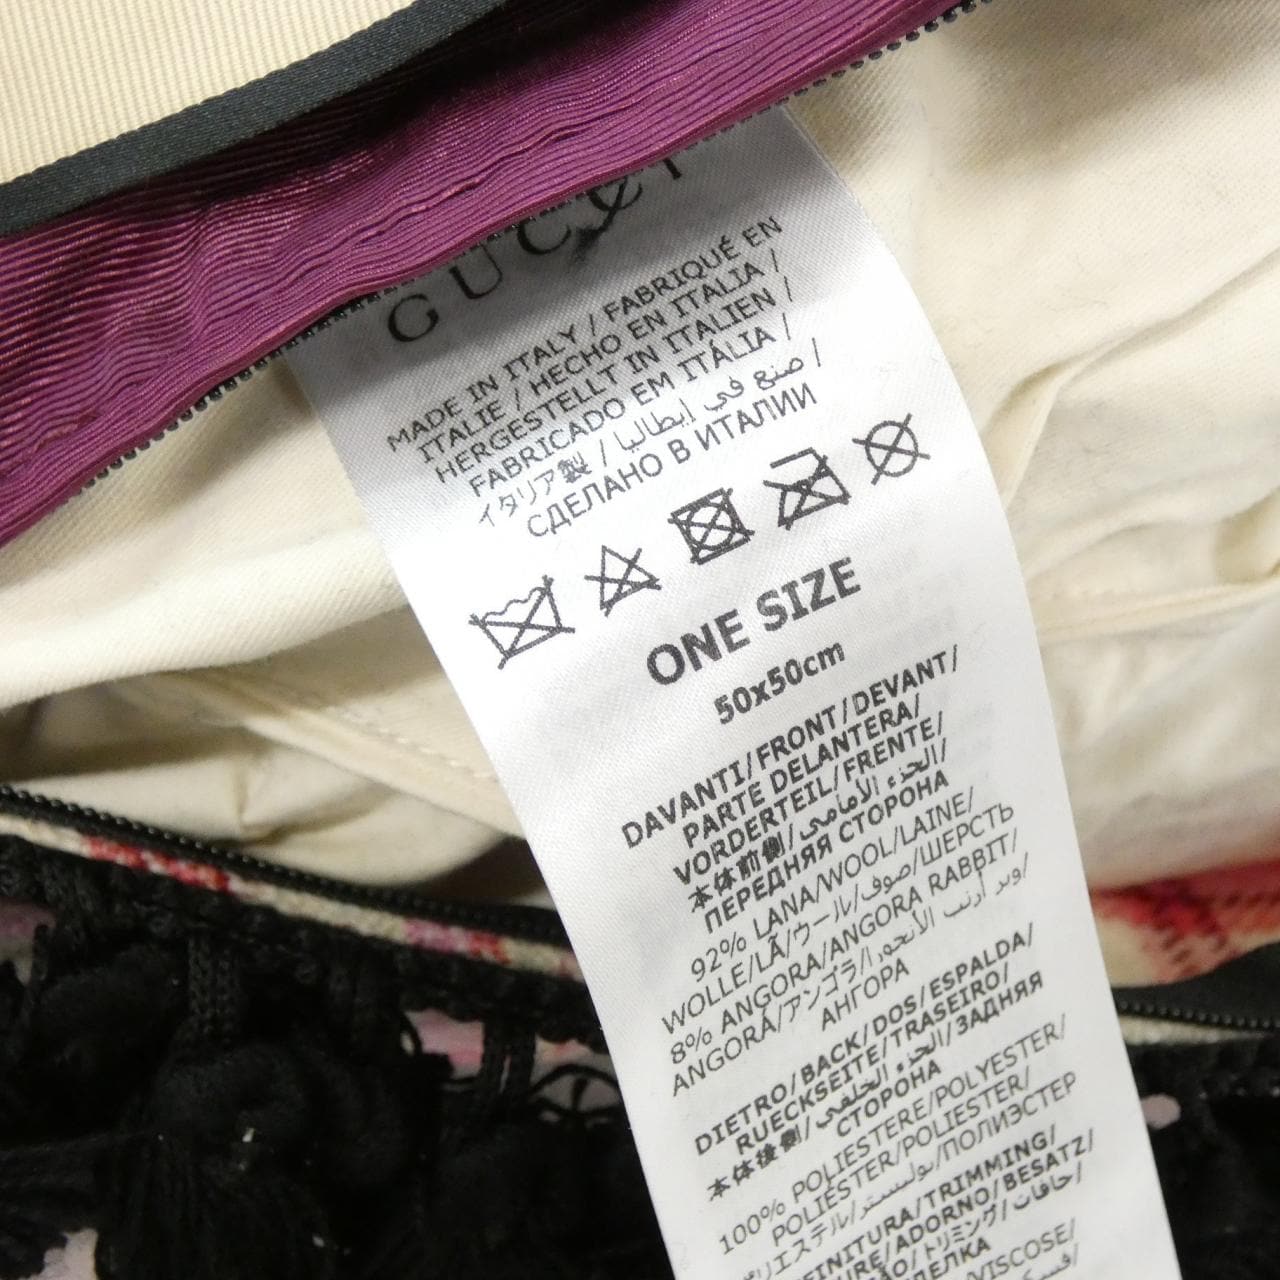 GUCCI
MADE IN ITALY / FABRIQUÉ EN
ITALIE / HECHO EN ITALIA /
HERGESTELLT IN ITALIEN /
FABRICADO EM ITÁLIA /
イタリア製 / صنع في إيطاليا /
СДЕЛАНО В ИТАЛИИ
ONE SIZE
50x50cm
DAVANTI/FRONT/DEVANT/
PARTE DELANTERA/
VORDERTEIL/FRENTE/
本体前側/الجزء الأمامي/
ПЕРЕДНЯЯ СТОРОНА
92% LANA/WOOL/LAINE/
WOLLE/LÃ/ウール/صوف/ШЕРСТЬ
8% ANGORA/ANGORA RABBIT/
ANGORA/アンゴラ/وبر أرنب الأنجورا/
АНГОРА
DIETRO/BACK/DOS/ESPALDA/
RUECKSEITE/TRASEIRO/
本体後側/الجزء الخلفي/ЗАДНЯЯ
СТОРОНА
100% POLIESTERE/POLYESTER/
POLIESTER/POLIESTER/
ポリエステル/بوليستر/ПОЛИЭСТЕР
/TRIMMING/
/ADORNO/BESATZ/
/トリミング/حافات/
/VISCOSE/